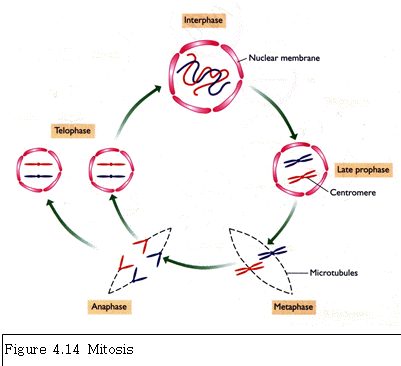 Interphase
Nuclear membrane
Telophase
Late prophase
Centromere
Microtubules
Anaphase
Metaphase
Figure 4.14 Mitosis